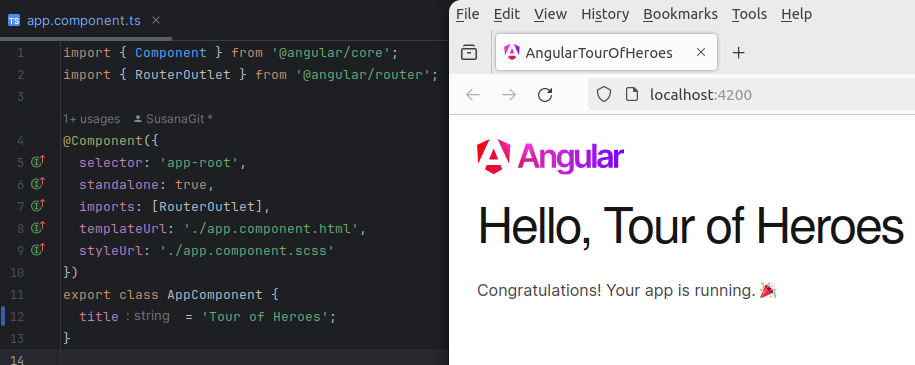 TS app.component.ts ×
1 import { Component } from '@angular/core';
2 import { RouterOutlet } from '@angular/router';
3
1+ usages SusanaGit *
4 @Component({
5 selector: 'app-root',
6 standalone: true,
7 imports: [RouterOutlet],
8 templateUrl: './app.component.html',
9 styleUrl: './app.component.scss'
10 })
11 export class AppComponent {
12 title : string = 'Tour of Heroes';
13 }
14
File Edit View History Bookmarks Tools Help
AngularTourOfHeroes ×
localhost:4200
Angular
Hello, Tour of Heroes
Congratulations! Your app is running. 🎉